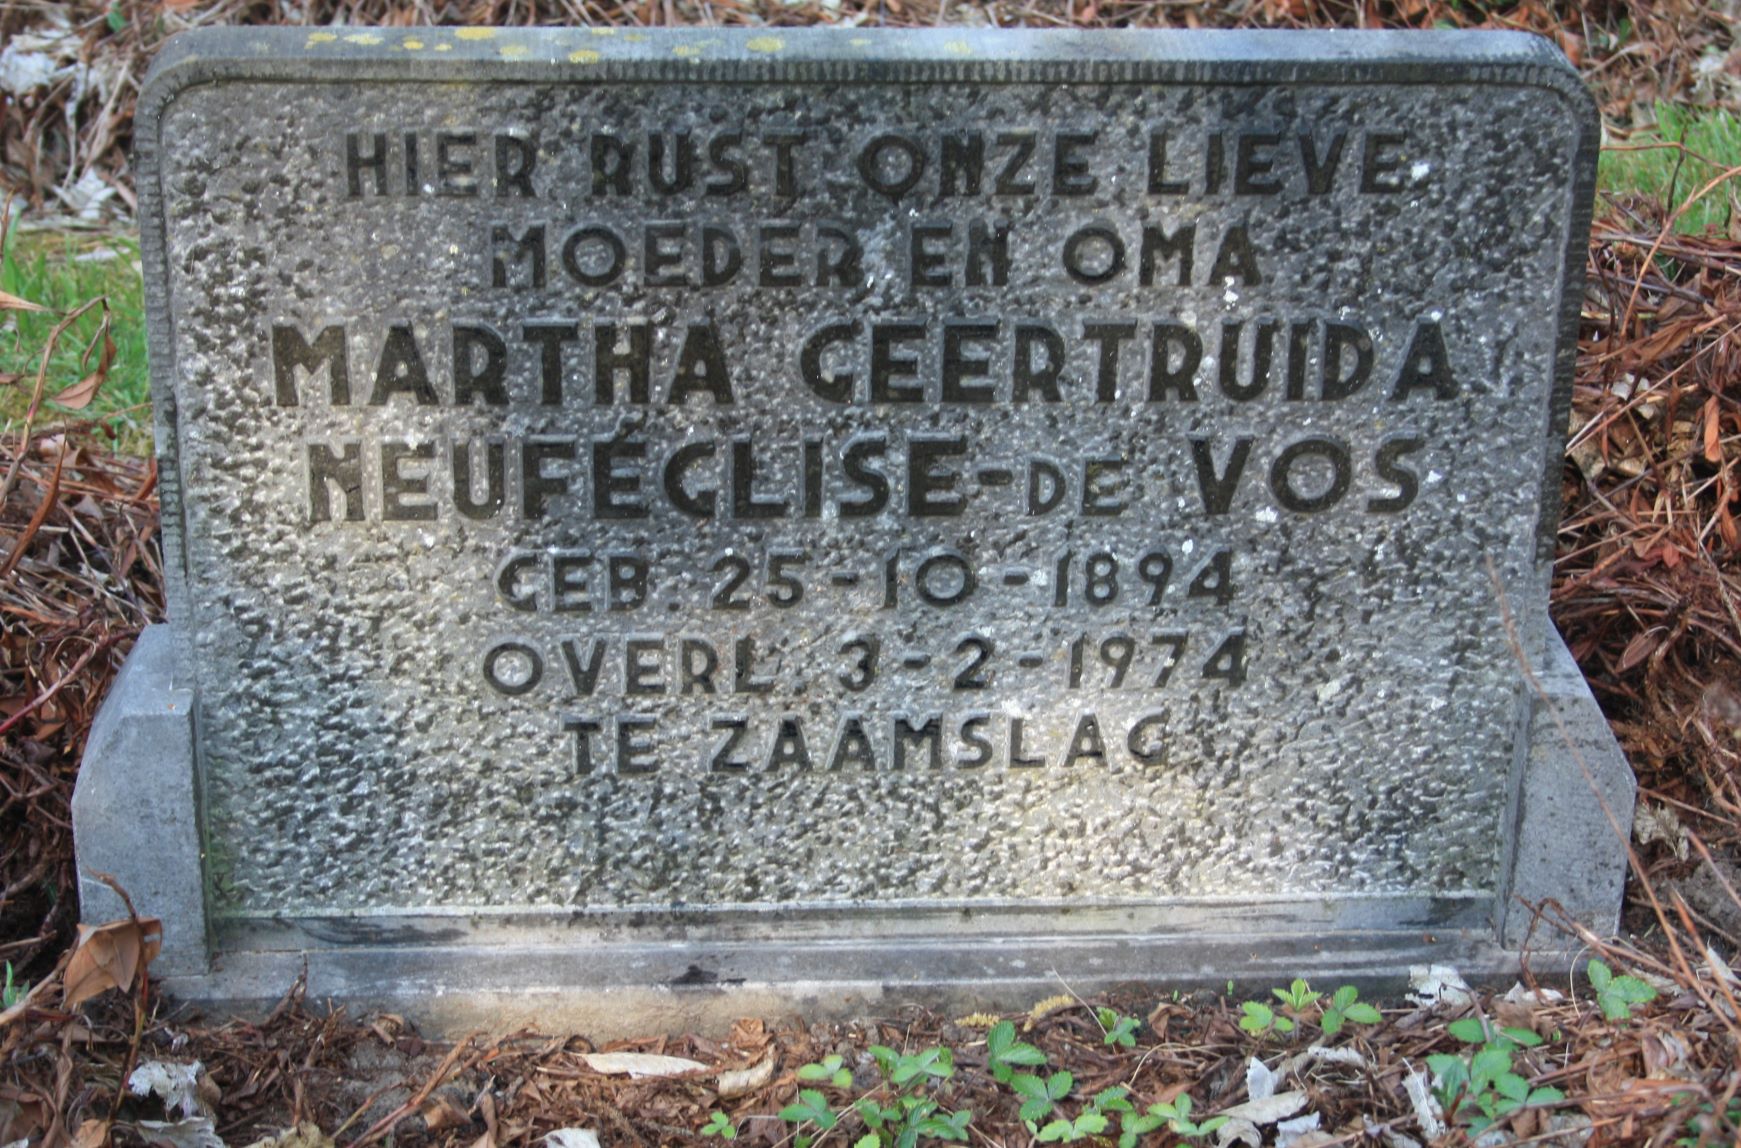 HIER RUST ONZE LIEVE
MOEDER EN OMA
MARTHA GEERTRUIDA
NEUFÉGLISE-DE VOS
GEB. 25-10-1894
OVERL. 3-2-1974
TE ZAAMSLAG